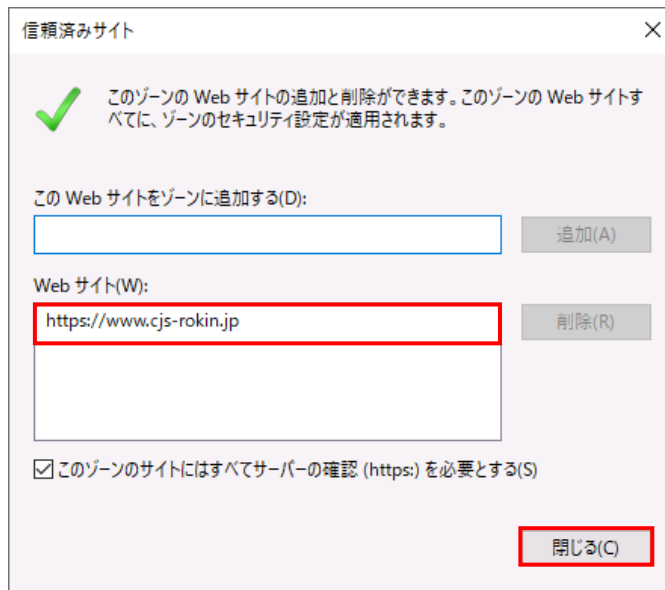 信頼済みサイト
このゾーンの Web サイトの追加と削除ができます。このゾーンの Web サイトす
べてに、ゾーンのセキュリティ設定が適用されます。
この Web サイトをゾーンに追加する(D):
追加(A)
Web サイト(W):
https://www.cjs-rokin.jp
削除(R)
このゾーンのサイトにはすべてサーバーの確認 (https:) を必要とする(S)
閉じる(C)